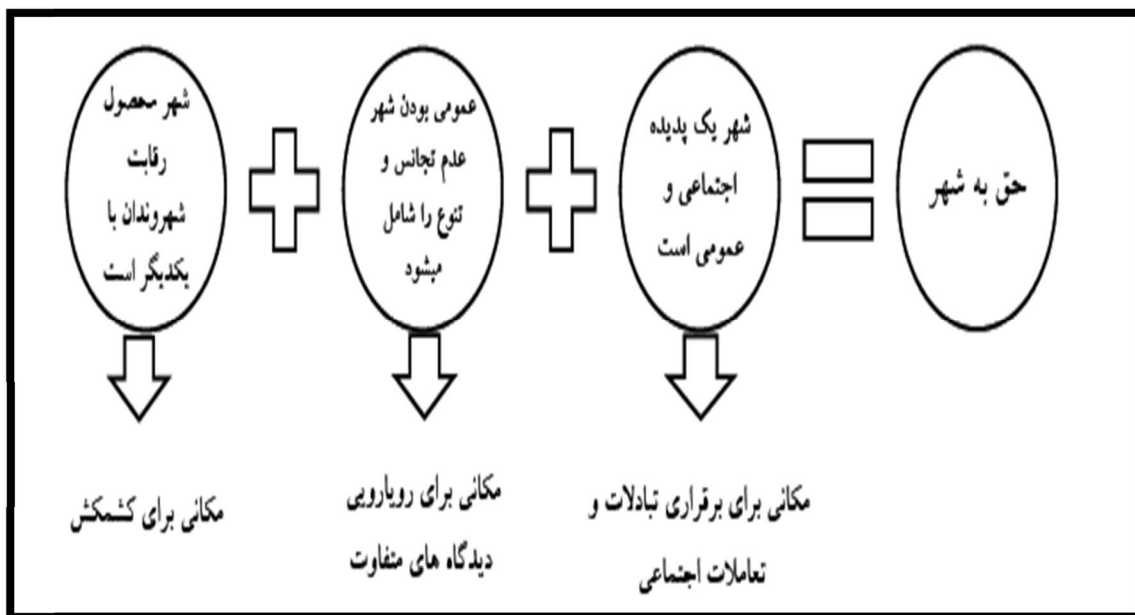 شهر محصول
رقابت
شهروندان با
یکدیگر است
عمومی بودن شهر
عدم تجانس و
تنوع را شامل
میشود
شهر یک پدیده
اجتماعی و
عمومی است
حق به شهر
مکانی برای کشمکش
مکانی برای رویارویی
دیدگاه های متفاوت
مکانی برای برقراری تبادلات و
تعاملات اجتماعی